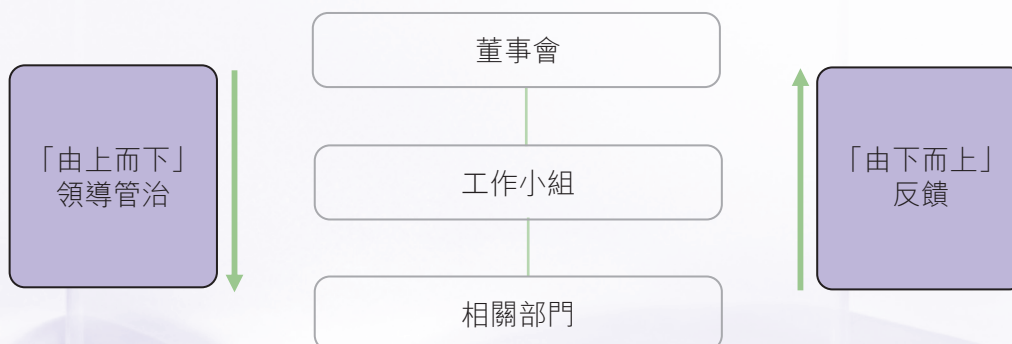 董事會
「由上而下」
領導管治
工作小組
「由下而上」
反饋
相關部門